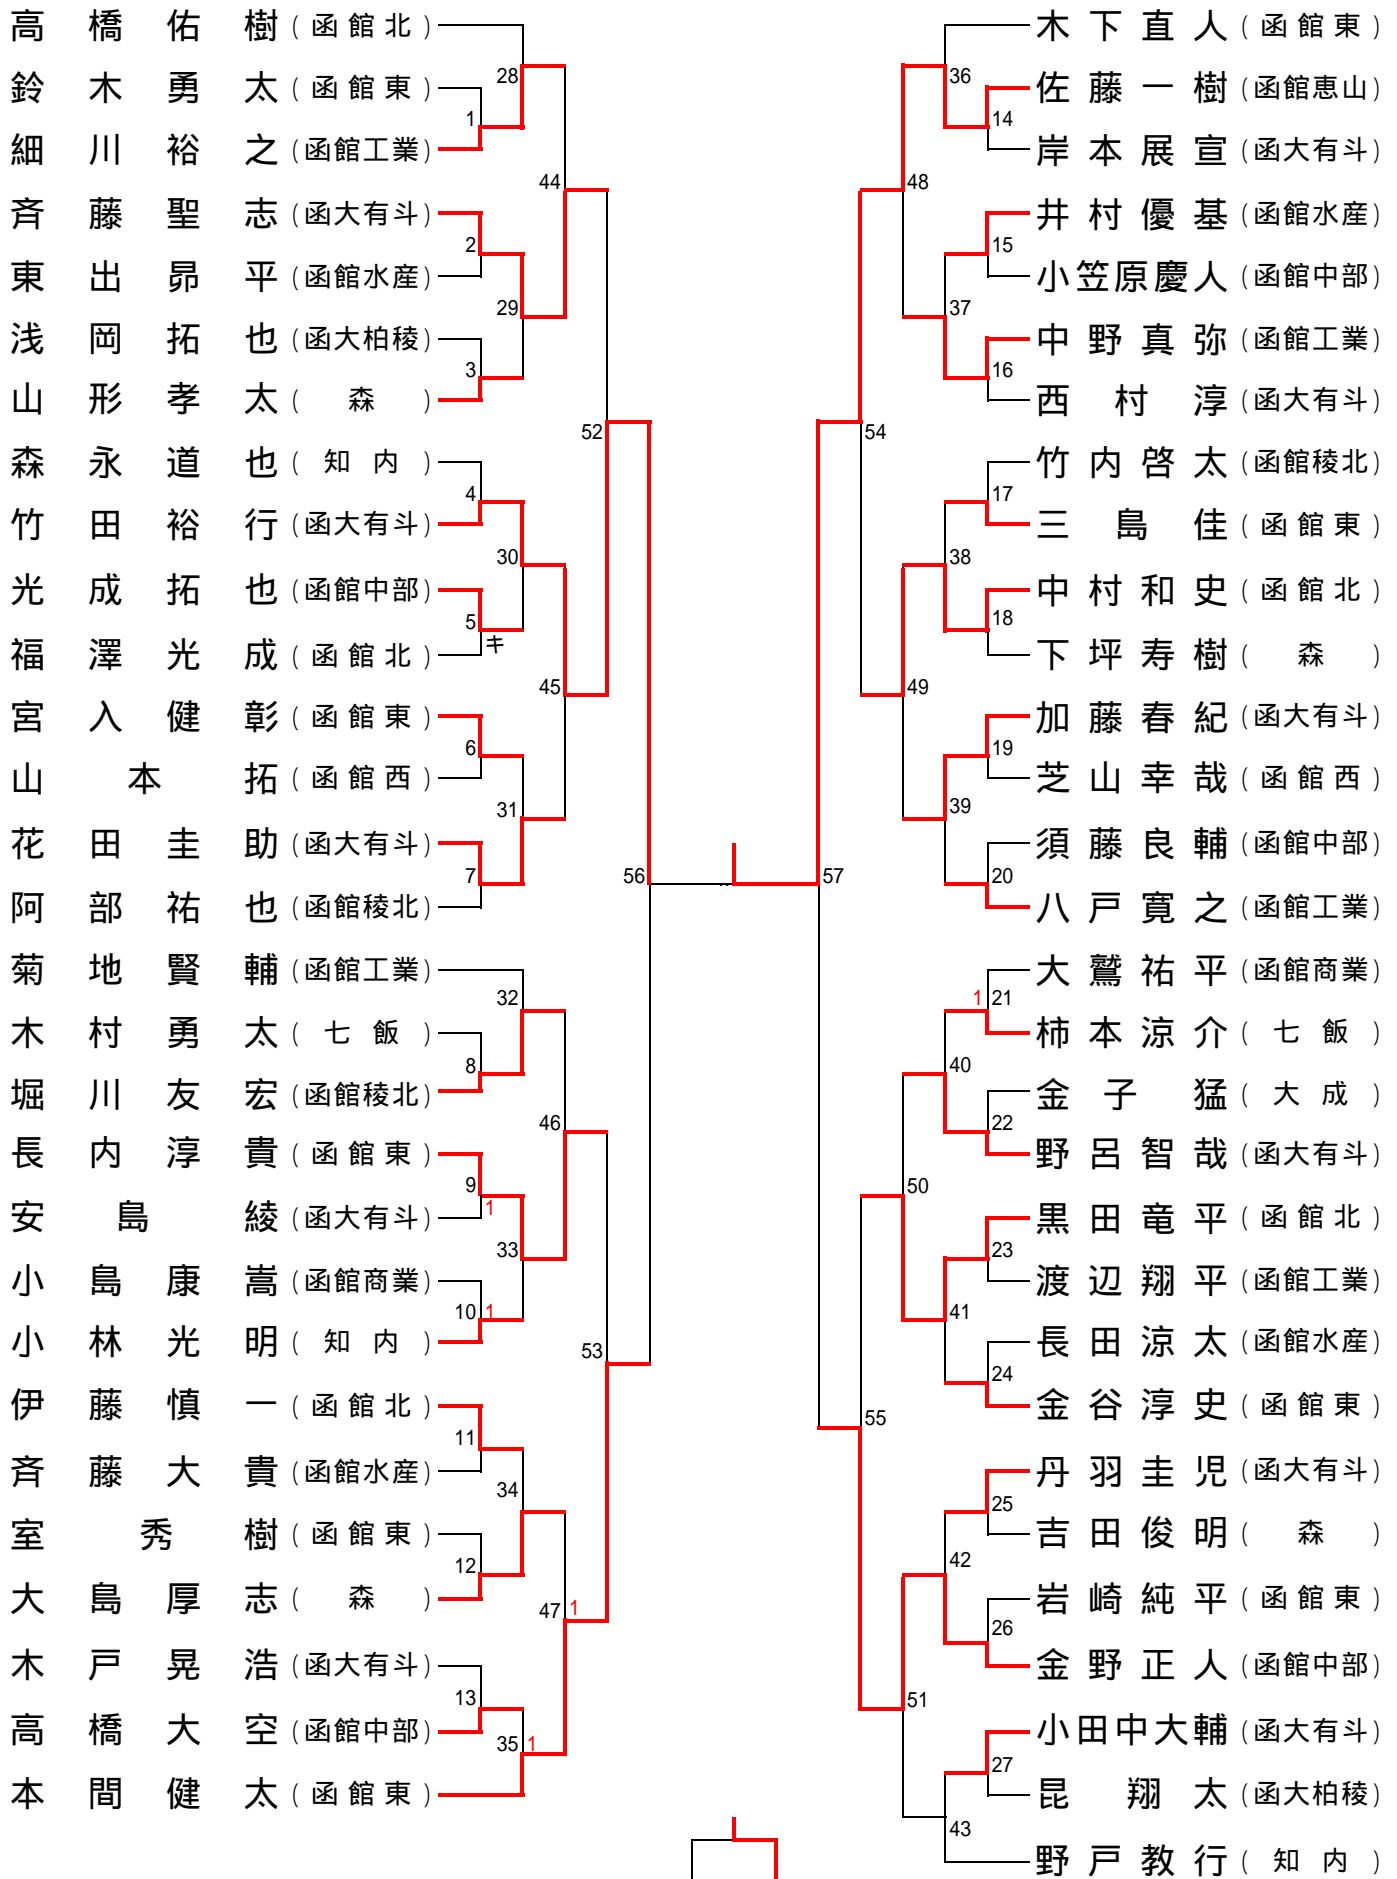 高橋佑樹(函館北)
鈴木勇太(函館東)
細川裕之(函館工業)
斉藤聖志(函大有斗)
東出昴平(函館水産)
浅岡拓也(函大柏稜)
山形孝太(森)
森永道也(知内)
竹田裕行(函大有斗)
光成拓也(函館中部)
福澤光成(函館北)
宮入健彰(函館東)
山本拓(函館西)
花田圭助(函大有斗)
阿部祐也(函館稜北)
菊地賢輔(函館工業)
木村勇太(七飯)
堀川友宏(函館稜北)
長内淳貴(函館東)
安島綾(函大有斗)
小島康嵩(函館商業)
小林光明(知内)
伊藤慎一(函館北)
斉藤大貴(函館水産)
室秀樹(函館東)
大島厚志(森)
木戸晃浩(函大有斗)
高橋大空(函館中部)
本間健太(函館東)
1
2
3
4
5
キ
6
7
8
9
1
10
1
11
12
13
28
29
30
31
32
33
34
35
1
44
45
46
47
1
52
53
56
57
54
55
48
49
50
51
36
37
38
39
40
41
42
43
14
15
16
17
18
19
20
1
21
22
23
24
25
26
27
木下直人(函館東)
佐藤一樹(函館恵山)
岸本展宣(函大有斗)
井村優基(函館水産)
小笠原慶人(函館中部)
中野真弥(函館工業)
西村淳(函大有斗)
竹内啓太(函館稜北)
三島佳(函館東)
中村和史(函館北)
下坪寿樹(森)
加藤春紀(函大有斗)
芝山幸哉(函館西)
須藤良輔(函館中部)
八戸寛之(函館工業)
大鷲祐平(函館商業)
柿本涼介(七飯)
金子猛(大成)
野呂智哉(函大有斗)
黒田竜平(函館北)
渡辺翔平(函館工業)
長田涼太(函館水産)
金谷淳史(函館東)
丹羽圭児(函大有斗)
吉田俊明(森)
岩崎純平(函館東)
金野正人(函館中部)
小田中大輔(函大有斗)
昆翔太(函大柏稜)
野戸教行(知内)